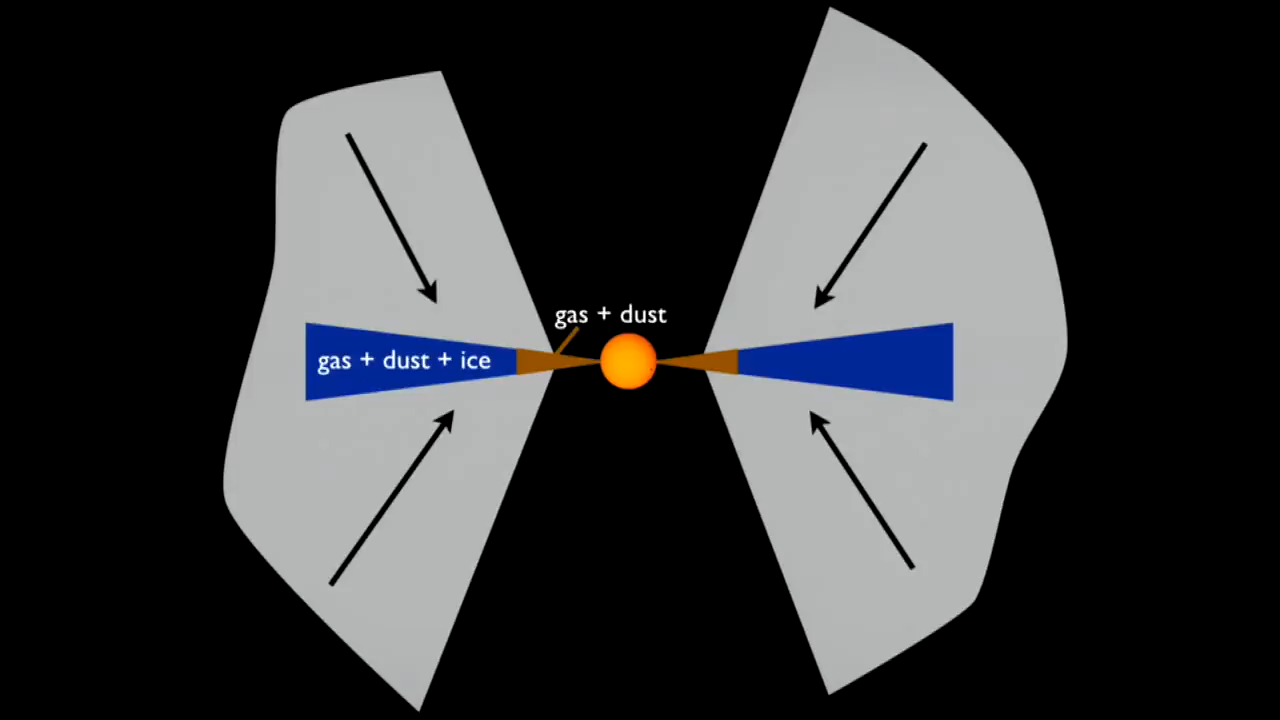 gas + dust
gas + dust + ice